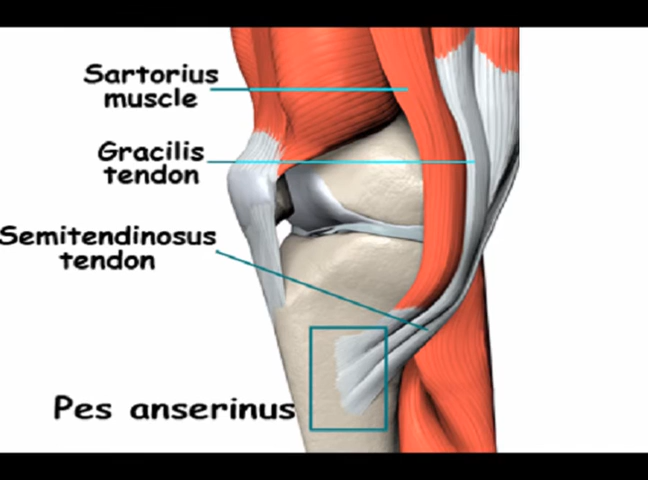 Sartorius
muscle
Gracilis
tendon
Semitendinosus
tendon
Pes anserinus